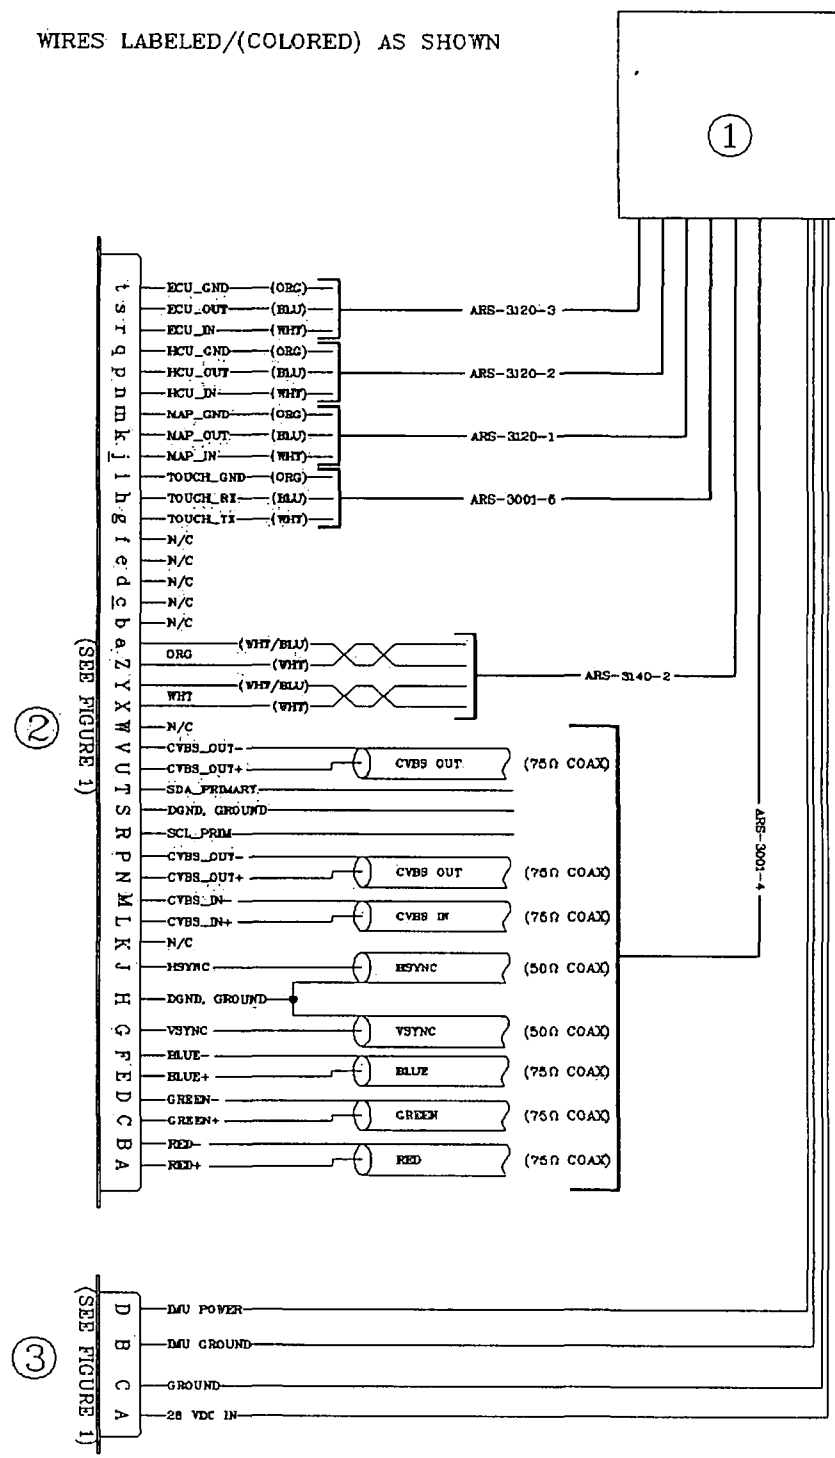 WIRES LABELED/(COLORED) AS SHOWN
1
t ECU_GND (ORG)
s ECU_OUT (BLU) ARS-3120-3
r ECU_IN (WHT)
q HCU_GND (ORG)
p HCU_OUT (BLU) ARS-3120-2
n HCU_IN (WHT)
m MAP_GND (ORG)
k MAP_OUT (BLU) ARS-3120-1
j MAP_IN (WHT)
i TOUCH_GND (ORG)
h TOUCH_RX (BLU) ARS-3001-6
g TOUCH_TX (WHT)
f N/C
e N/C
d N/C
c N/C
b N/C
a (WHT/BLU)
ORG
Z (WHT)
ARS-3140-2
Y (WHT/BLU)
WHT
X (WHT)
W N/C
V CVBS_OUT-
CVBS OUT (75Ω COAX)
U CVBS_OUT+
T SDA_PRIMARY
S DGND, GROUND
R SCL_PRIM
P CVBS_OUT-
CVBS OUT (75Ω COAX)
N CVBS_OUT+
M CVBS_IN-
CVBS IN (75Ω COAX)
L CVBS_IN+
K N/C
J HSYNC HSYNC (50Ω COAX)
H DGND, GROUND
G VSYNC VSYNC (50Ω COAX)
F BLUE-
BLUE (75Ω COAX)
E BLUE+
D GREEN-
GREEN (75Ω COAX)
C GREEN+
B RED-
RED (75Ω COAX)
A RED+
ARS-3001-4
2
(SEE FIGURE 1)
D IMU POWER
B IMU GROUND
C GROUND
A 28 VDC IN
3
(SEE FIGURE 1)